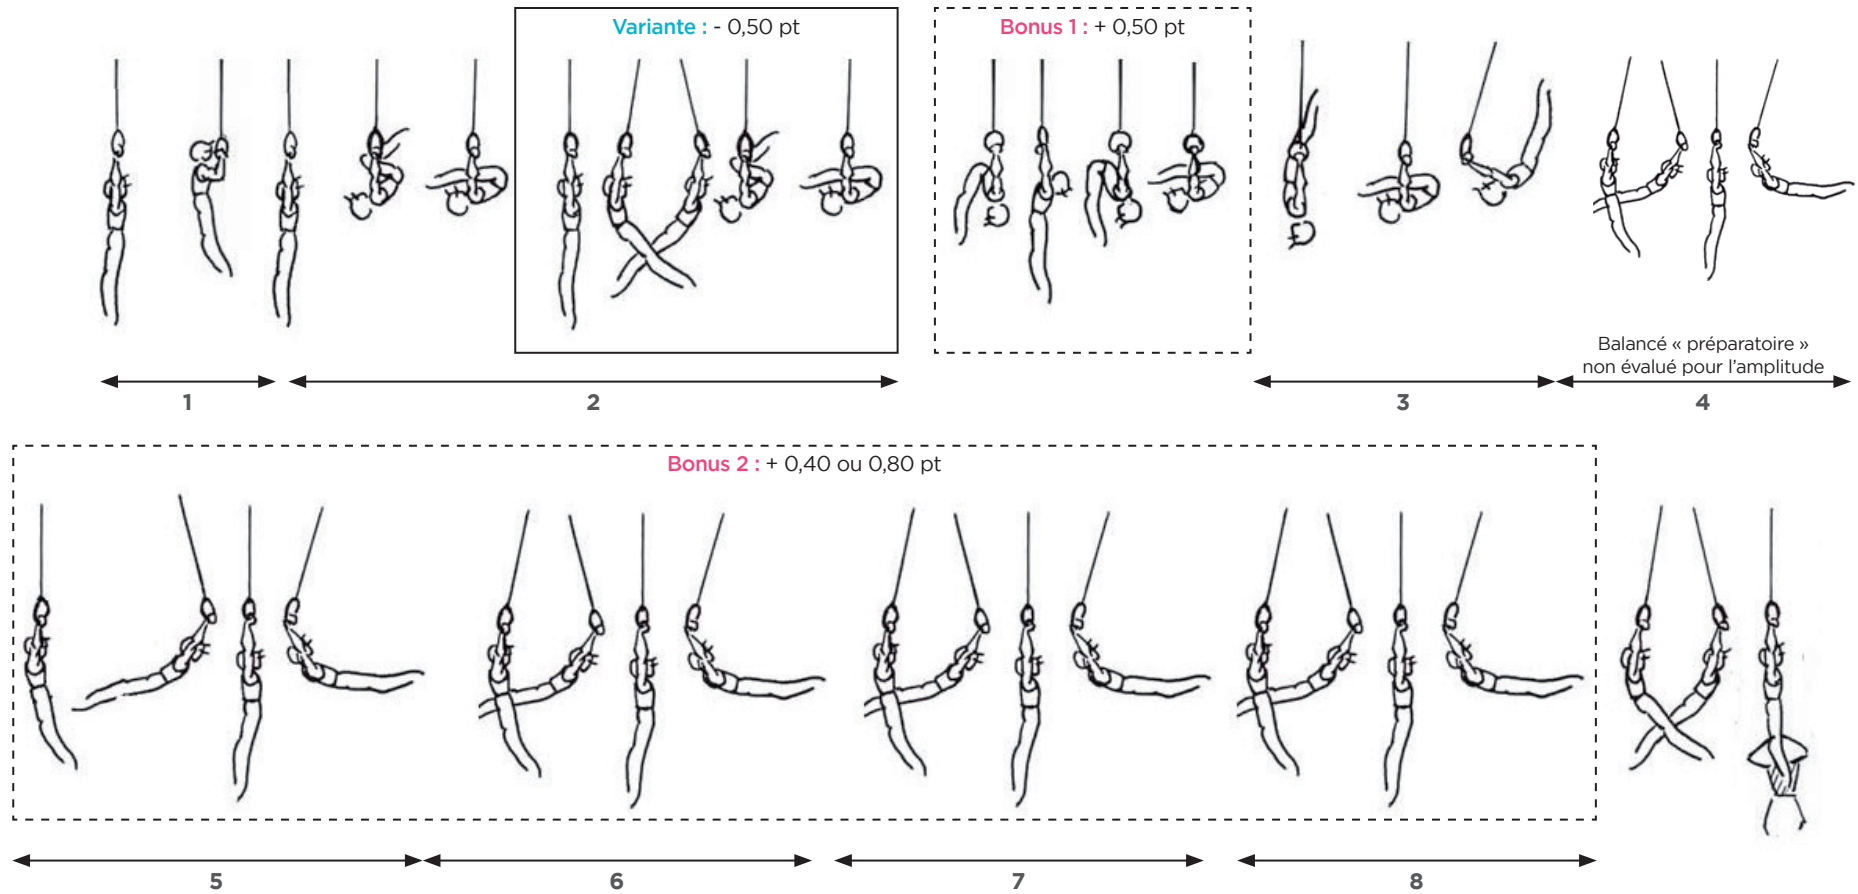 Variante : - 0,50 pt
Bonus 1 : + 0,50 pt
Balancé « préparatoire »
non évalué pour l'amplitude
1
2
3
4
Bonus 2 : + 0,40 ou 0,80 pt
5
6
7
8